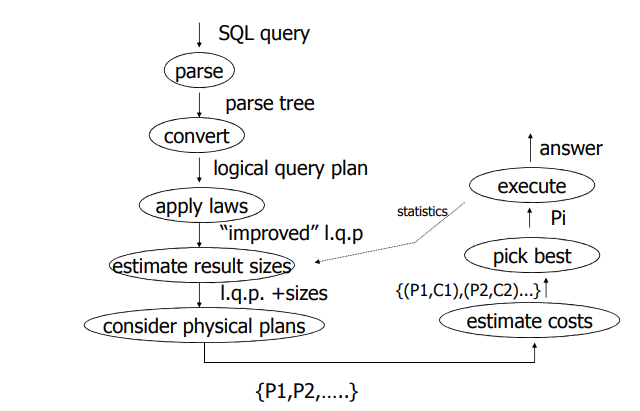 SQL query
parse
parse tree
convert
logical query plan
apply laws
“improved” l.q.p
estimate result sizes
l.q.p. +sizes
consider physical plans
{P1,P2,.....}
estimate costs
{(P1,C1),(P2,C2)...}
pick best
Pi
execute
answer
statistics